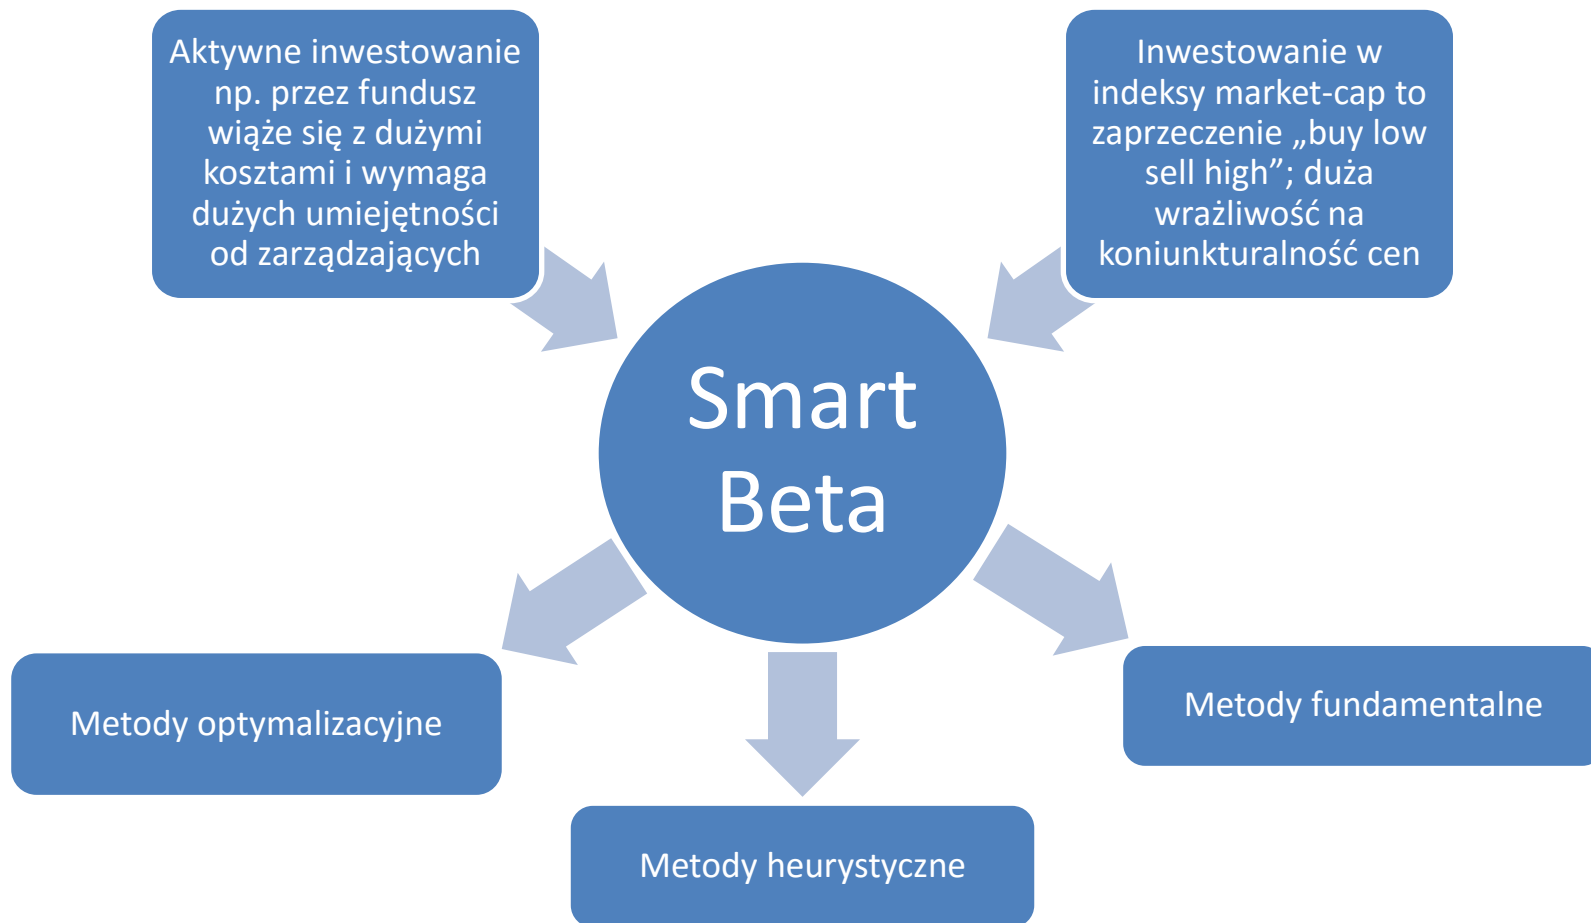 Aktywne inwestowanie
np. przez fundusz
wiąże się z dużymi
kosztami i wymaga
dużych umiejętności
od zarządzających
Inwestowanie w
indeksy market-cap to
zaprzeczenie „buy low
sell high”; duża
wrażliwość na
koniunkturalność cen
Smart
Beta
Metody optymalizacyjne
Metody heurystyczne
Metody fundamentalne